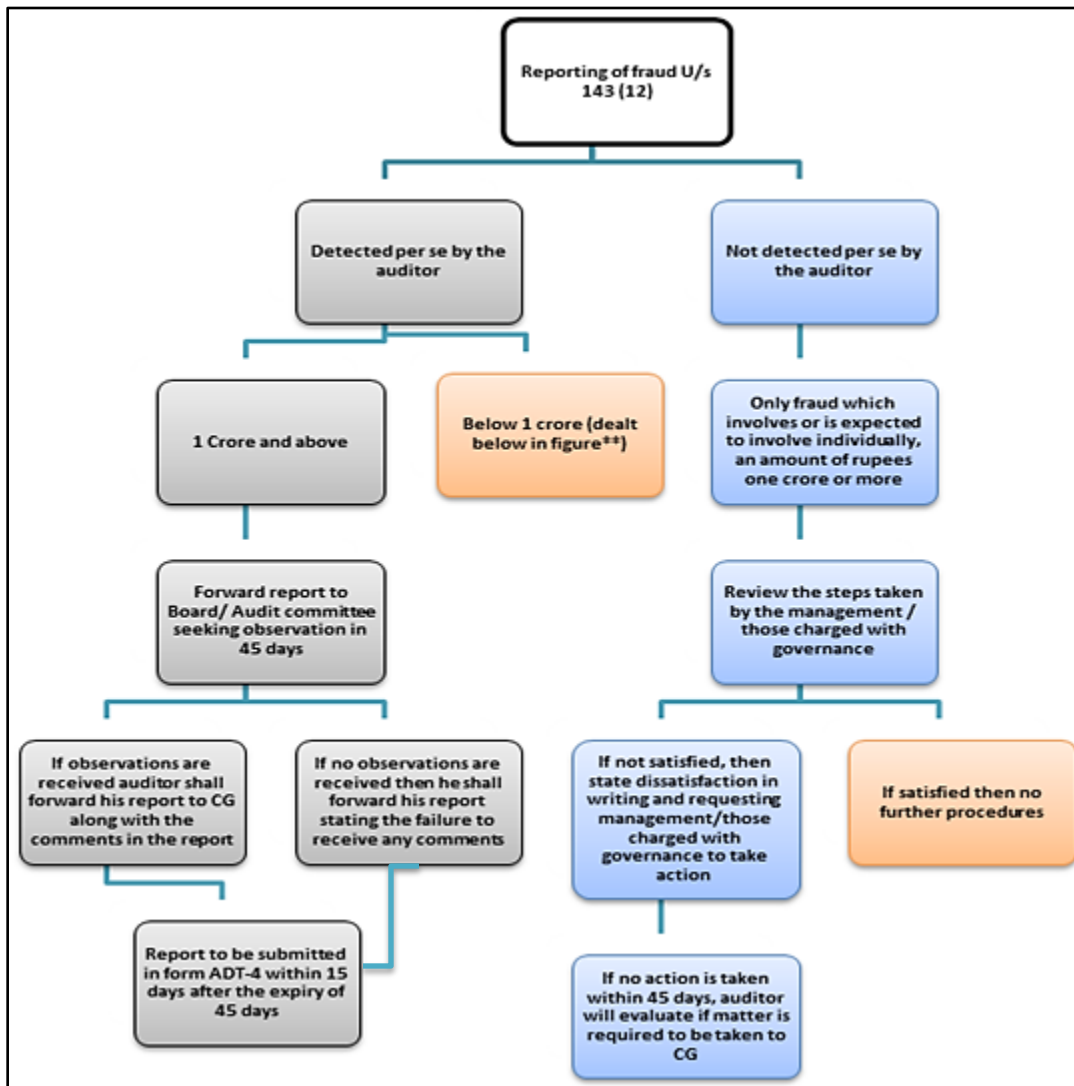 Reporting of fraud U/s
143 (12)
Detected per se by the
auditor
Not detected per se by
the auditor
1 Crore and above
Below 1 crore (dealt
below in figure**)
Only fraud which
involves or is expected
to involve individually,
an amount of rupees
one crore or more
Forward report to
Board/ Audit committee
seeking observation in
45 days
Review the steps taken
by the management /
those charged with
governance
If observations are
received auditor shall
forward his report to CG
along with the
comments in the report
If no observations are
received then he shall
forward his report
stating the failure to
receive any comments
If not satisfied, then
state dissatisfaction in
writing and requesting
management/those
charged with
governance to take
action
If satisfied then no
further procedures
Report to be submitted
in form ADT-4 within 15
days after the expiry of
45 days
If no action is taken
within 45 days, auditor
will evaluate if matter is
required to be taken to
CG